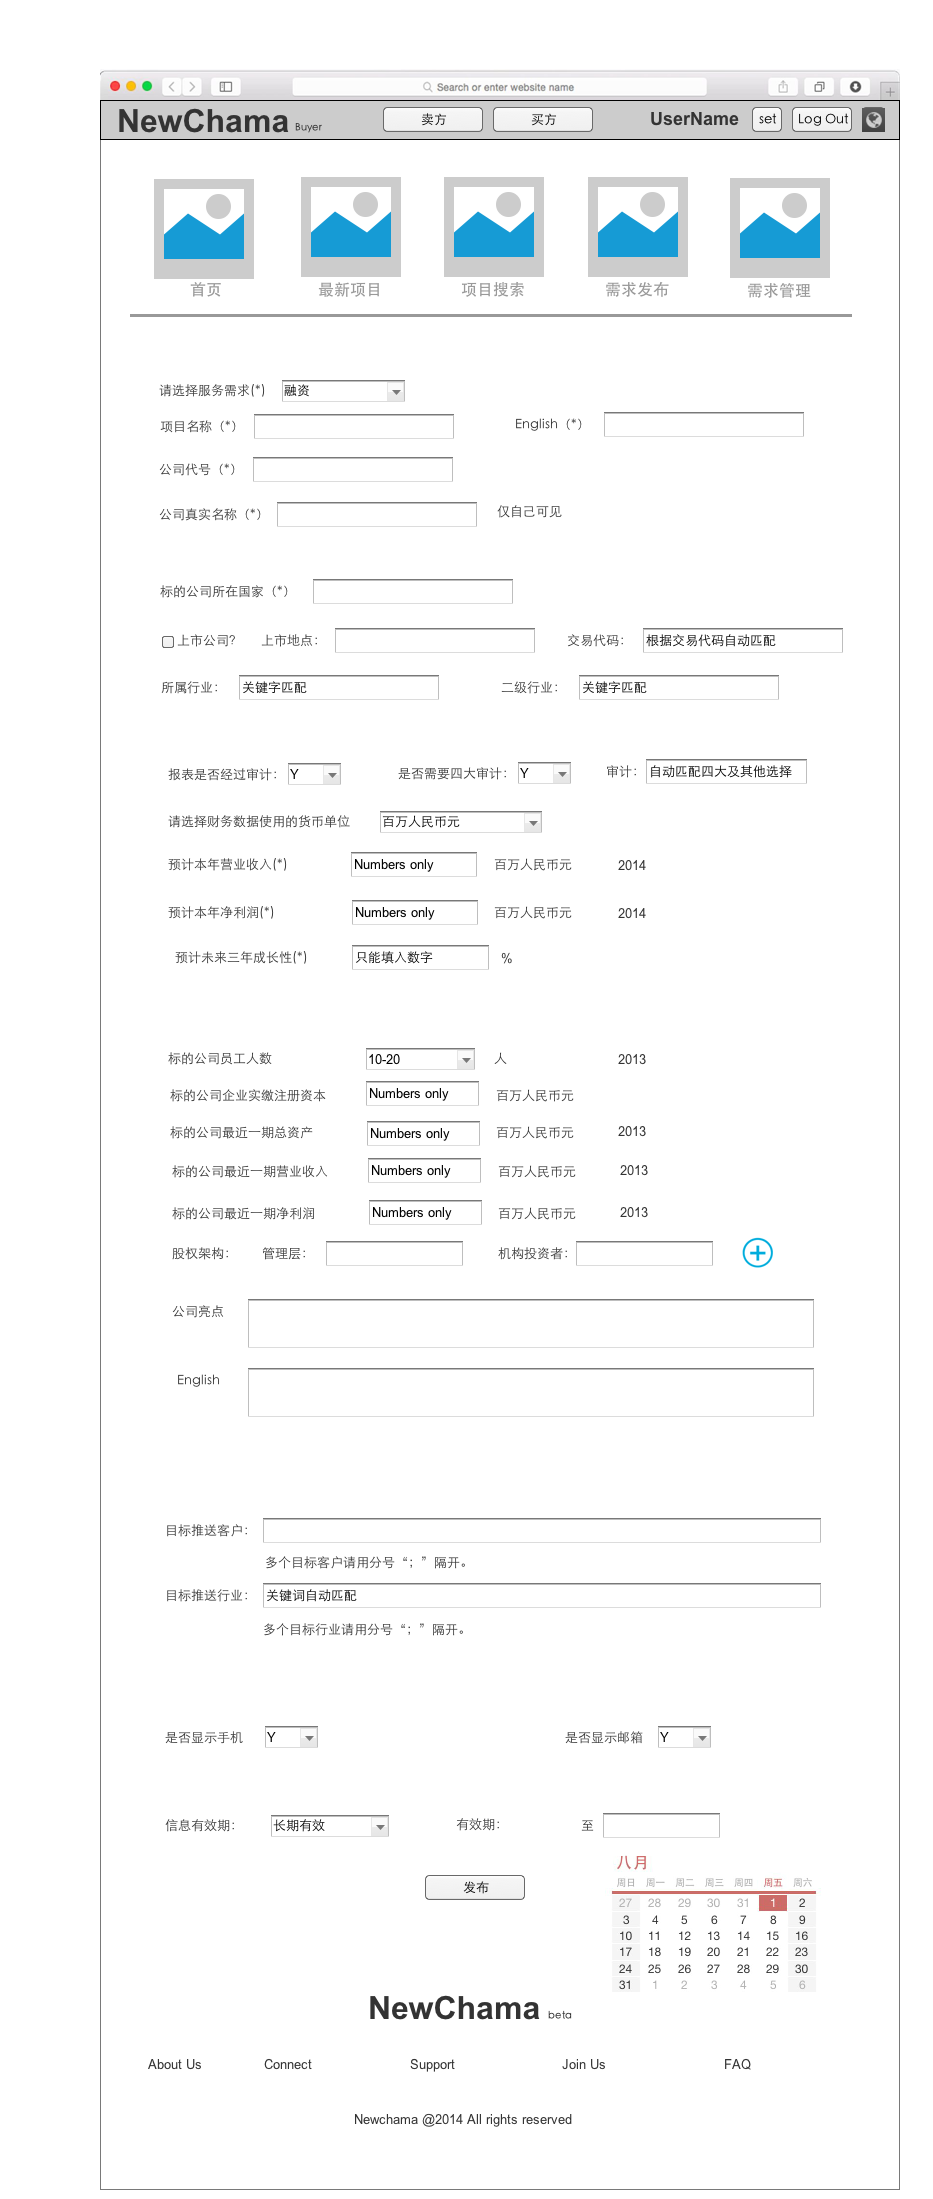 Search or enter website name
NewChama Buyer 卖方 买方 UserName set Log Out
首页 最新项目 项目搜索 需求发布 需求管理
请选择服务需求(*) 融资
项目名称（*） English（*）
公司代号（*）
公司真实名称（*） 仅自己可见
标的公司所在国家（*）
上市公司? 上市地点： 交易代码： 根据交易代码自动匹配
所属行业： 关键字匹配 二级行业： 关键字匹配
报表是否经过审计： Y 是否需要四大审计： Y 审计： 自动匹配四大及其他选择
请选择财务数据使用的货币单位 百万人民币元
预计本年营业收入(*) Numbers only 百万人民币元 2014
预计本年净利润(*) Numbers only 百万人民币元 2014
预计未来三年成长性(*) 只能填入数字 %
标的公司员工人数 10-20 人 2013
标的公司企业实缴注册资本 Numbers only 百万人民币元
标的公司最近一期总资产 Numbers only 百万人民币元 2013
标的公司最近一期营业收入 Numbers only 百万人民币元 2013
标的公司最近一期净利润 Numbers only 百万人民币元 2013
股权架构： 管理层： 机构投资者：
公司亮点
English
目标推送客户：
多个目标客户请用分号“；”隔开。
目标推送行业： 关键词自动匹配
多个目标行业请用分号“；”隔开。
是否显示手机 Y 是否显示邮箱 Y
信息有效期： 长期有效 有效期： 至
发布
八月
周日 周一 周二 周三 周四 周五 周六
27 28 29 30 31 1 2
3 4 5 6 7 8 9
10 11 12 13 14 15 16
17 18 19 20 21 22 23
24 25 26 27 28 29 30
31 1 2 3 4 5 6
NewChama beta
About Us Connect Support Join Us FAQ
Newchama @2014 All rights reserved